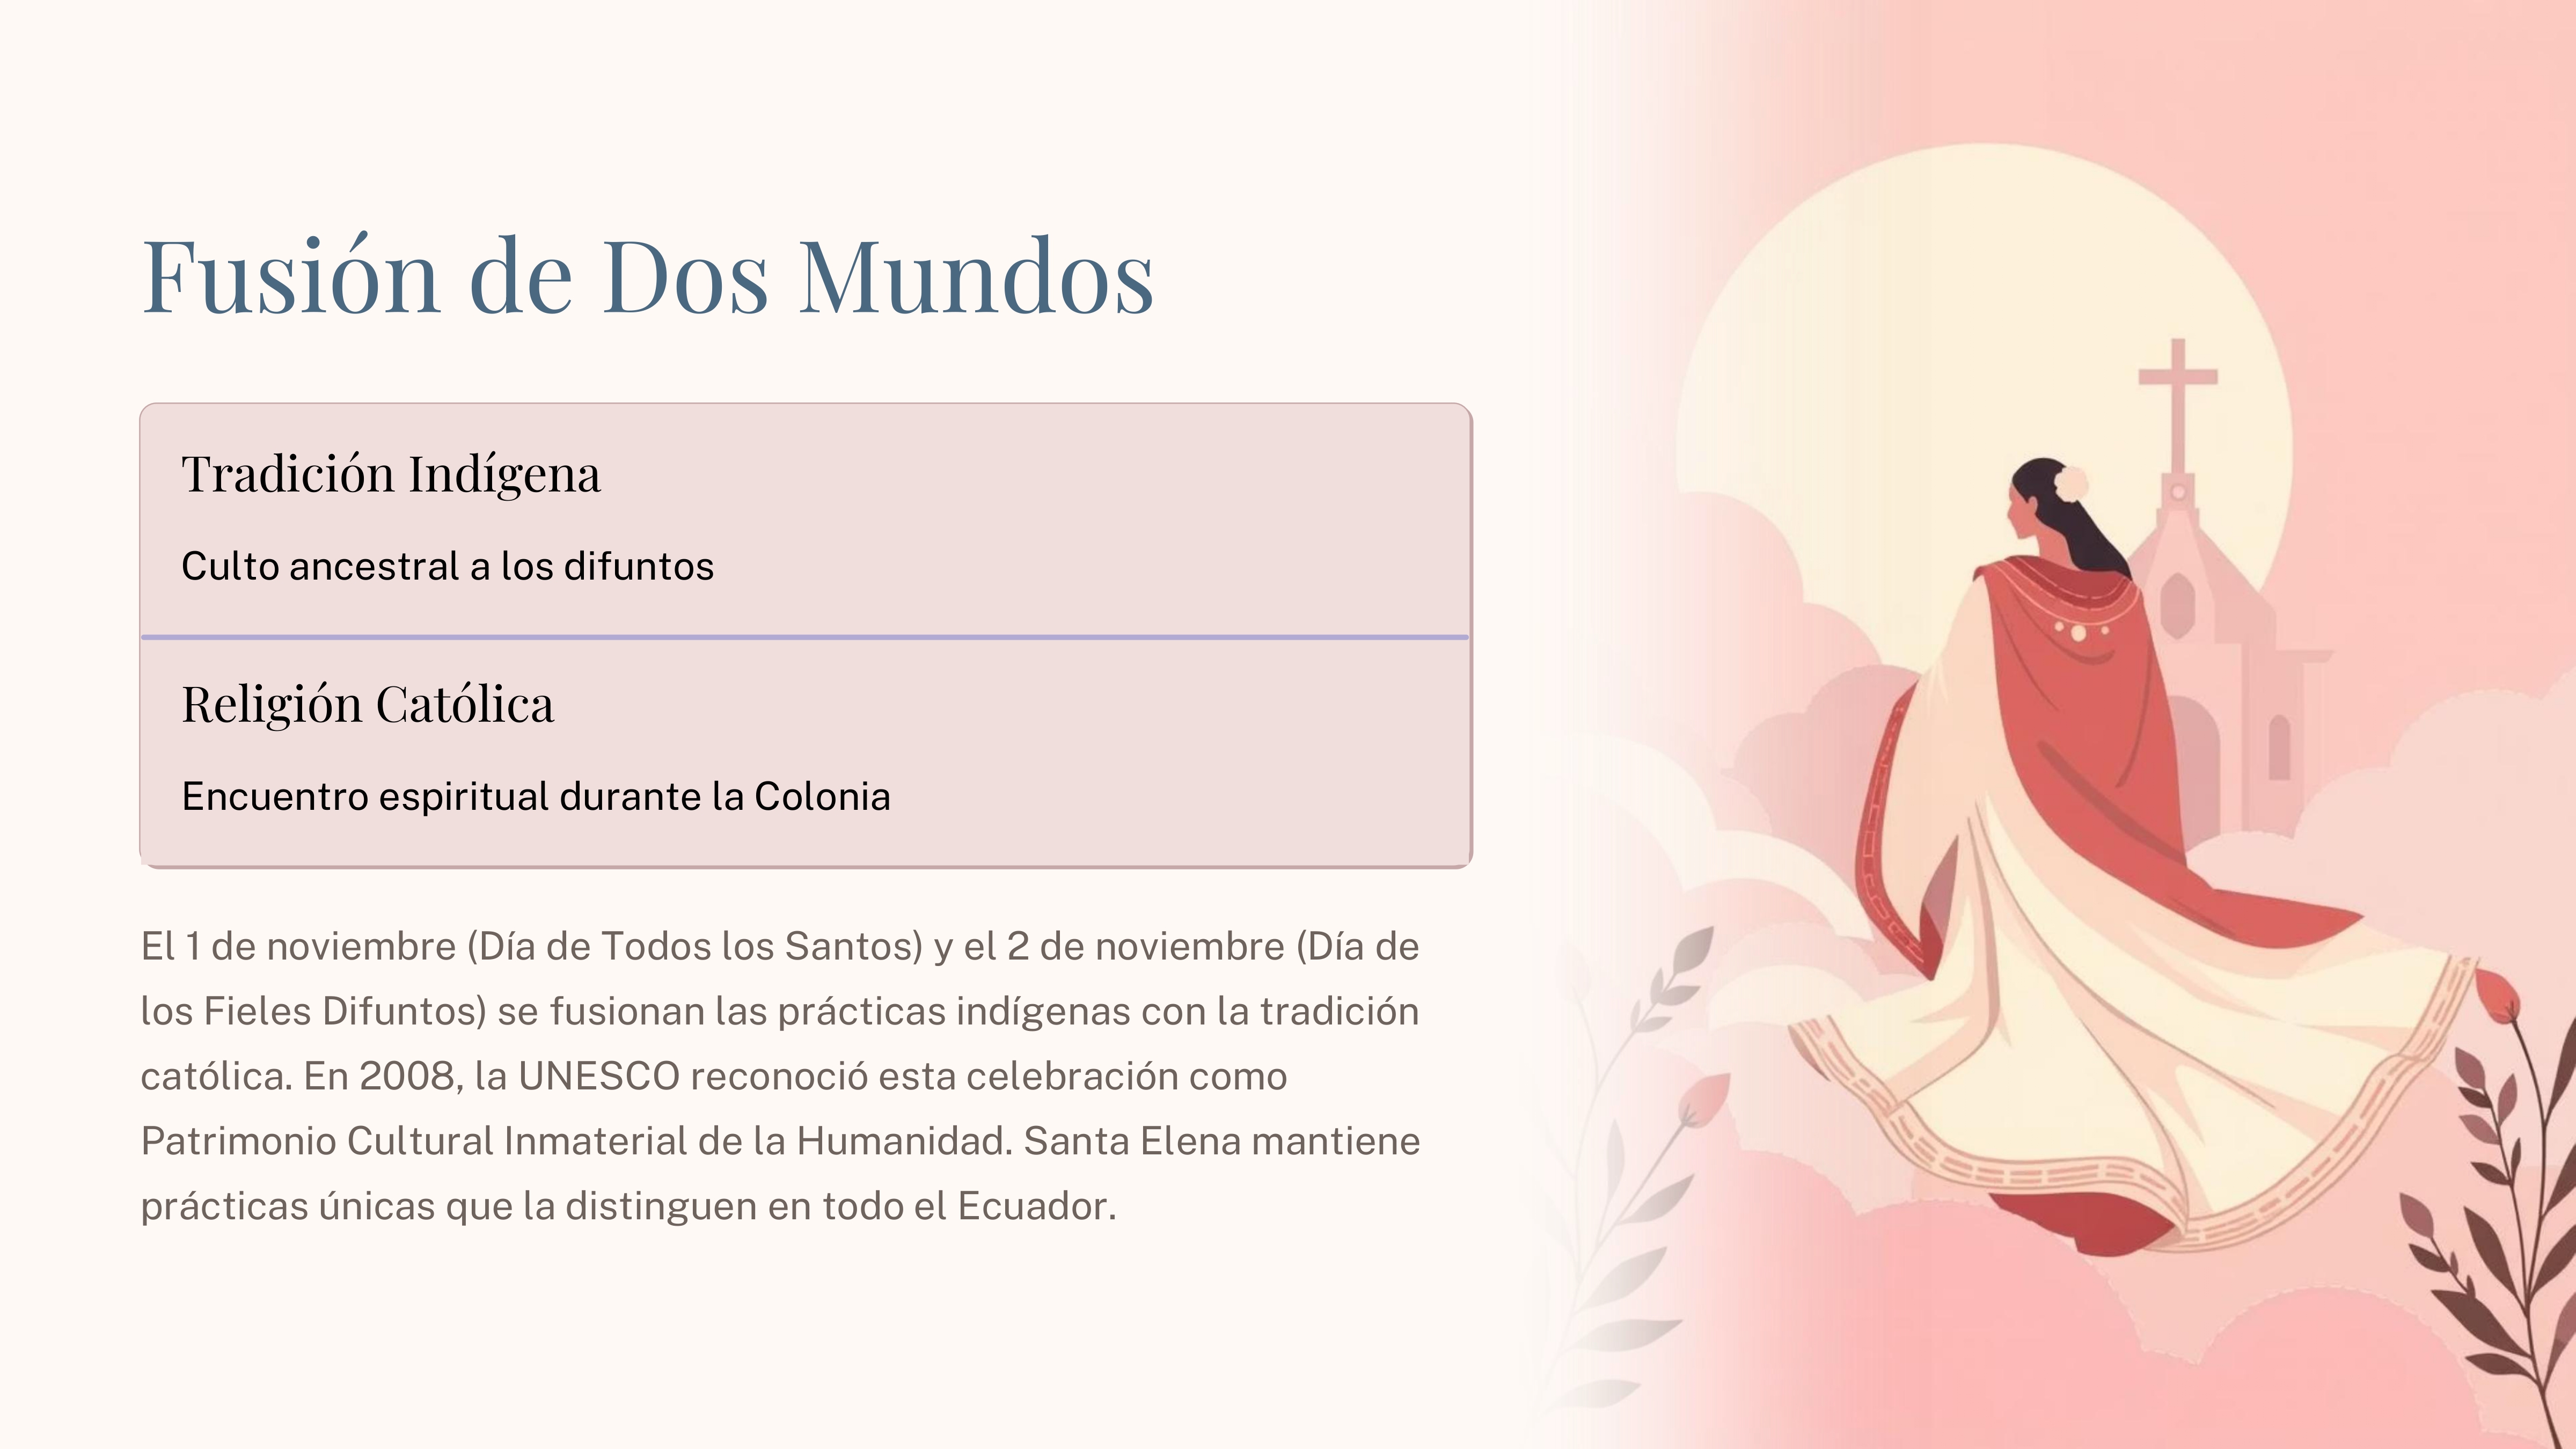 Fusión de Dos Mundos
Tradición Indígena
Culto ancestral a los difuntos
Religión Católica
Encuentro espiritual durante la Colonia
El 1 de noviembre (Día de Todos los Santos) y el 2 de noviembre (Día de
los Fieles Difuntos) se fusionan las prácticas indígenas con la tradición
católica. En 2008, la UNESCO reconoció esta celebración como
Patrimonio Cultural Inmaterial de la Humanidad. Santa Elena mantiene
prácticas únicas que la distinguen en todo el Ecuador.